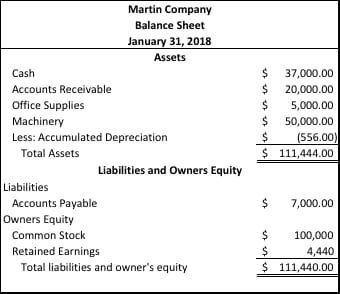 Martin Company
Balance Sheet
January 31, 2018
Assets
Cash $ 37,000.00
Accounts Receivable $ 20,000.00
Office Supplies $ 5,000.00
Machinery $ 50,000.00
Less: Accumulated Depreciation $ (556.00)
Total Assets $ 111,444.00
Liabilities and Owners Equity
Liabilities
Accounts Payable $ 7,000.00
Owners Equity
Common Stock $ 100,000
Retained Earnings $ 4,440
Total liabilities and owner's equity $ 111,440.00